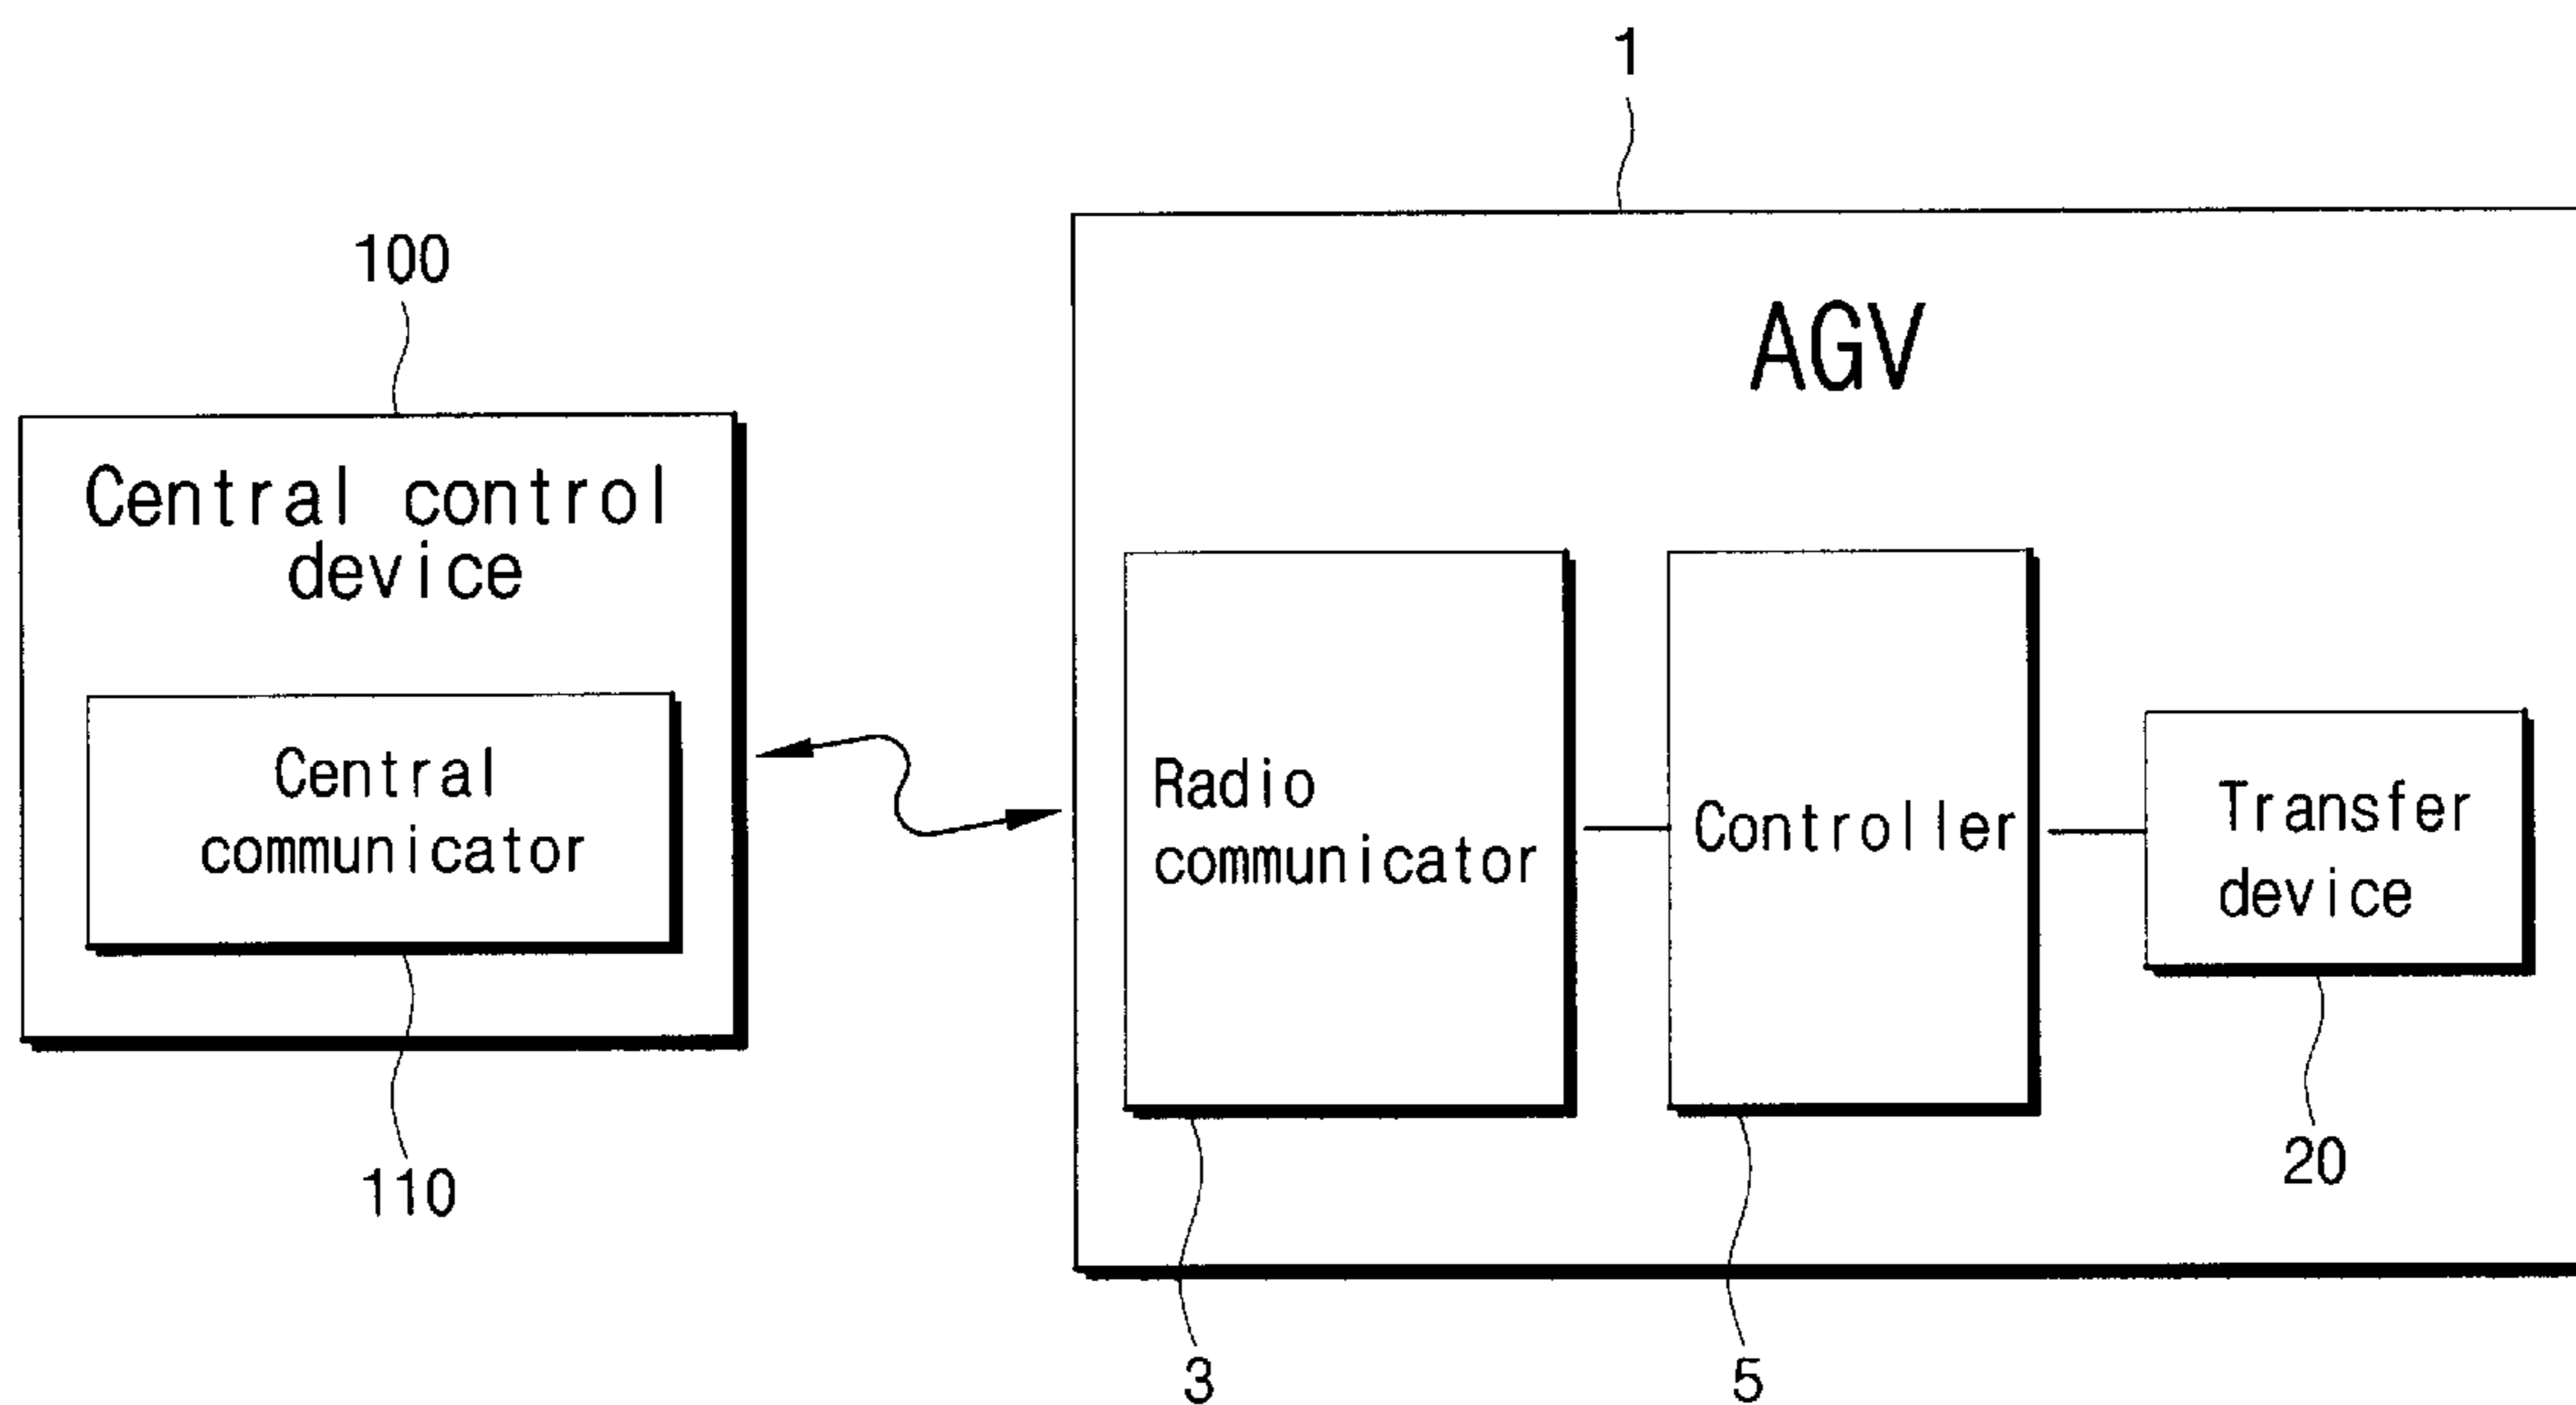 1
100
AGV
Central control
device
Central
communicator
Radio
communicator
Controller
Transfer
device
110
20
3
5